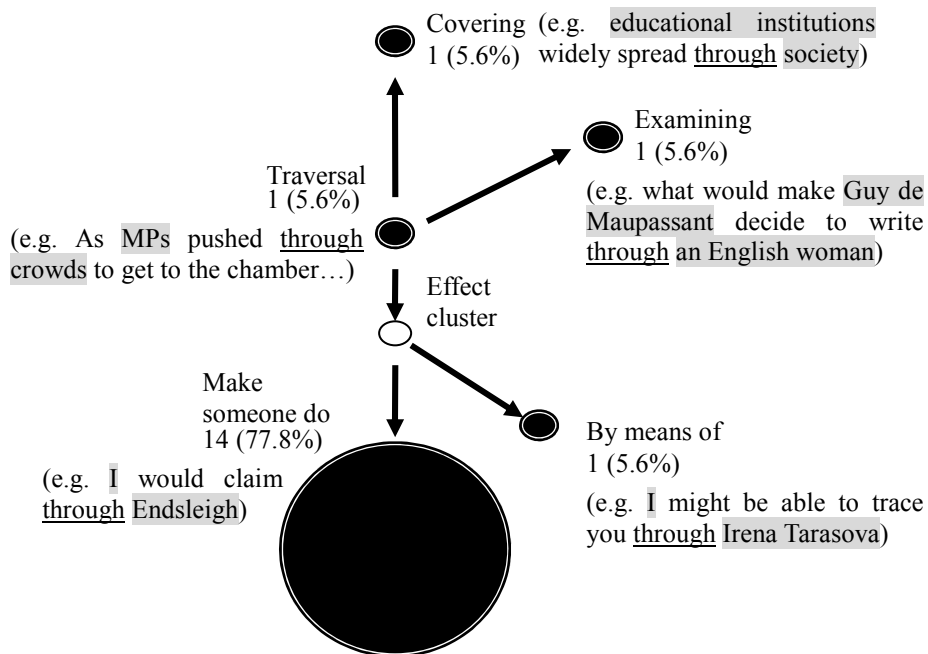 Covering
1 (5.6%)
(e.g. educational institutions
widely spread through society)
Examining
1 (5.6%)
(e.g. what would make Guy de
Maupassant decide to write
through an English woman)
Traversal
1 (5.6%)
(e.g. As MPs pushed through
crowds to get to the chamber…)
Effect
cluster
Make
someone do
14 (77.8%)
(e.g. I would claim
through Endsleigh)
By means of
1 (5.6%)
(e.g. I might be able to trace
you through Irena Tarasova)